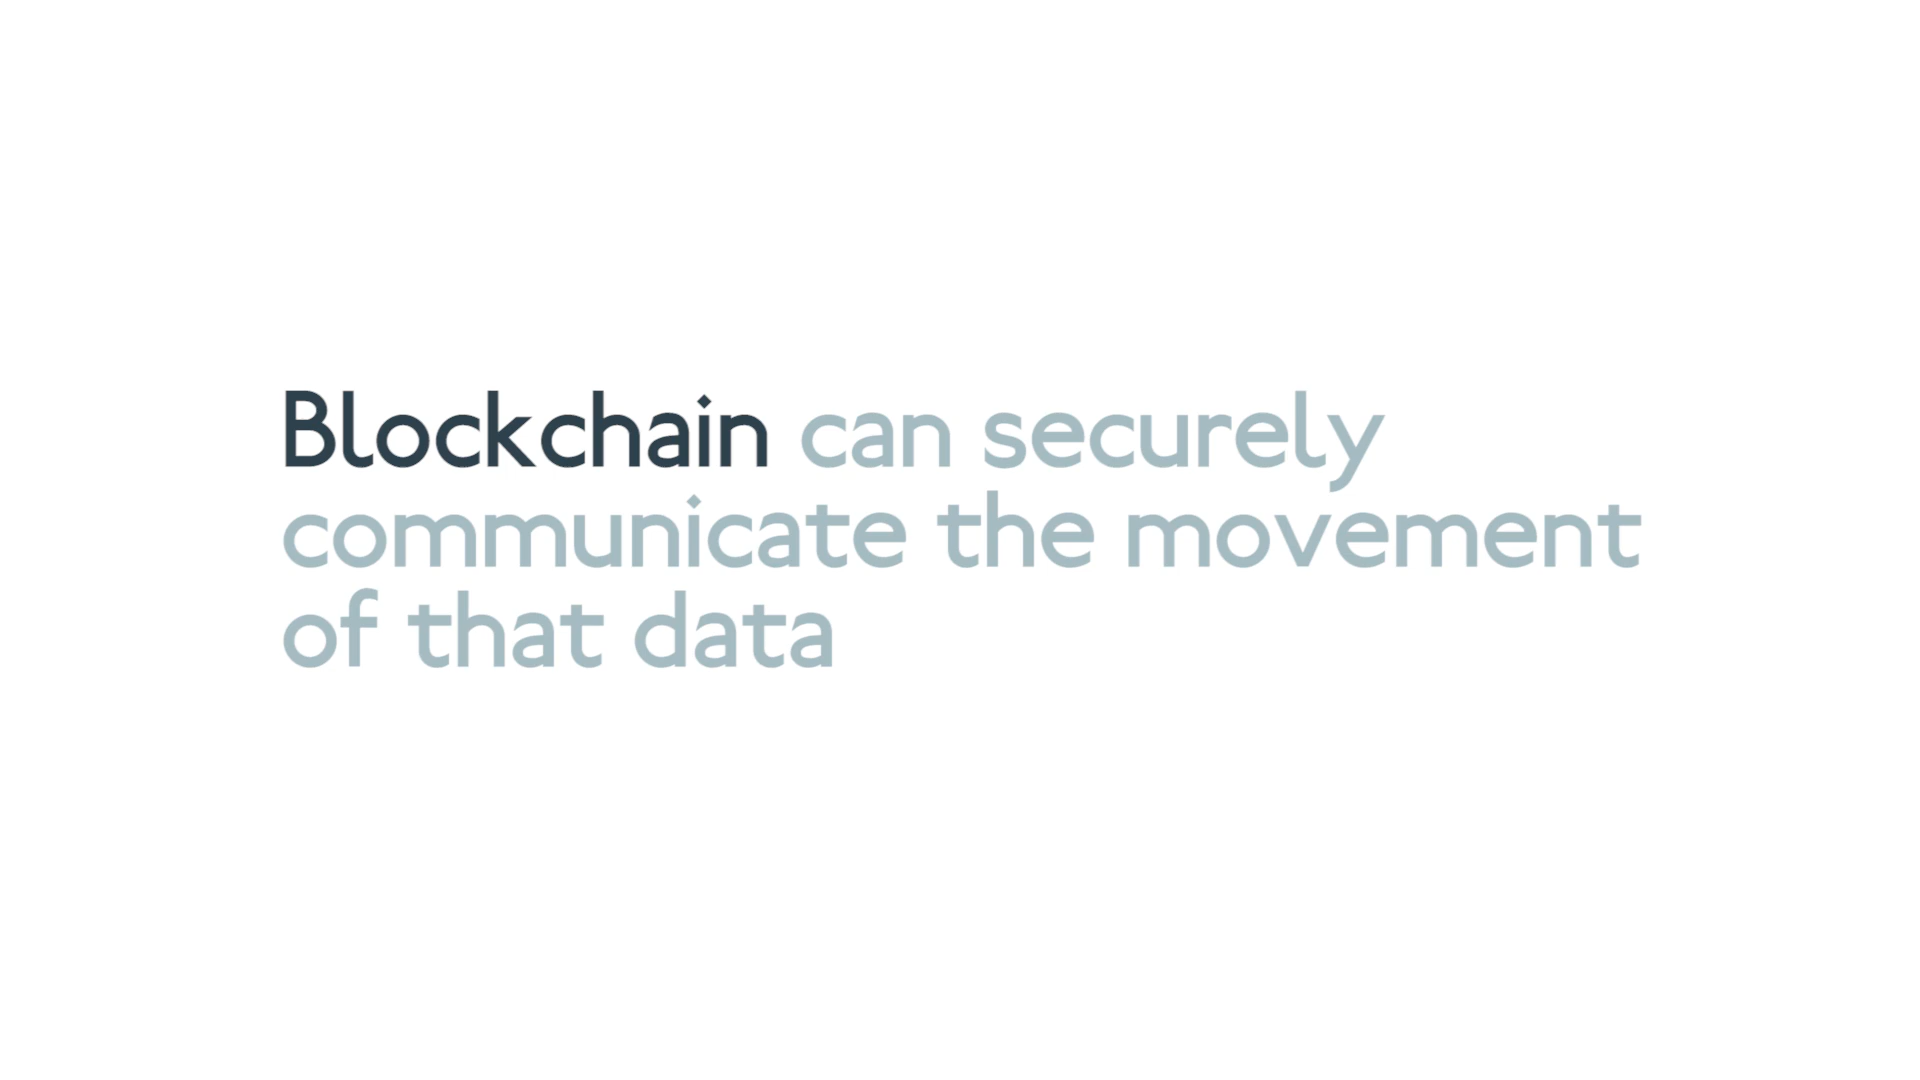 Blockchain can securely
communicate the movement
of that data